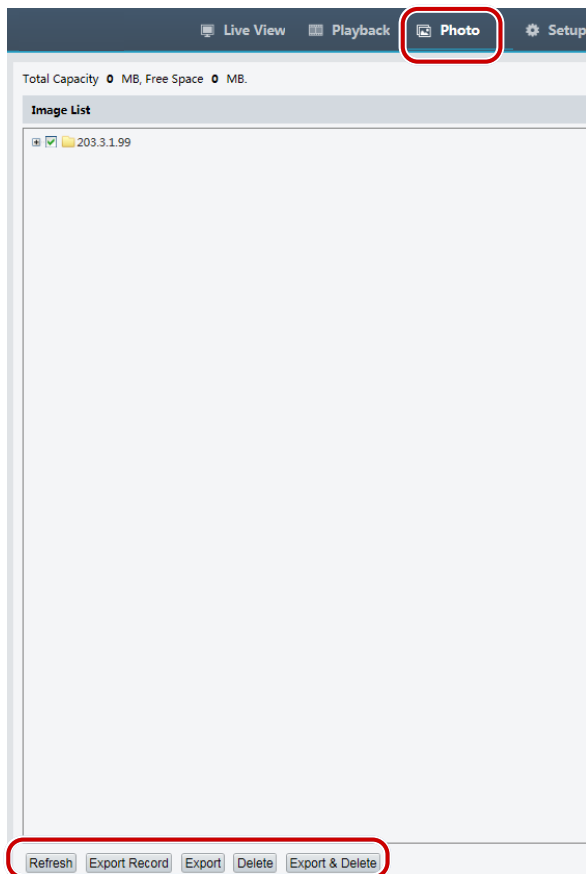 Live View Playback Photo Setup
Total Capacity 0 MB, Free Space 0 MB.
Image List
203.3.1.99
Refresh Export Record Export Delete Export & Delete